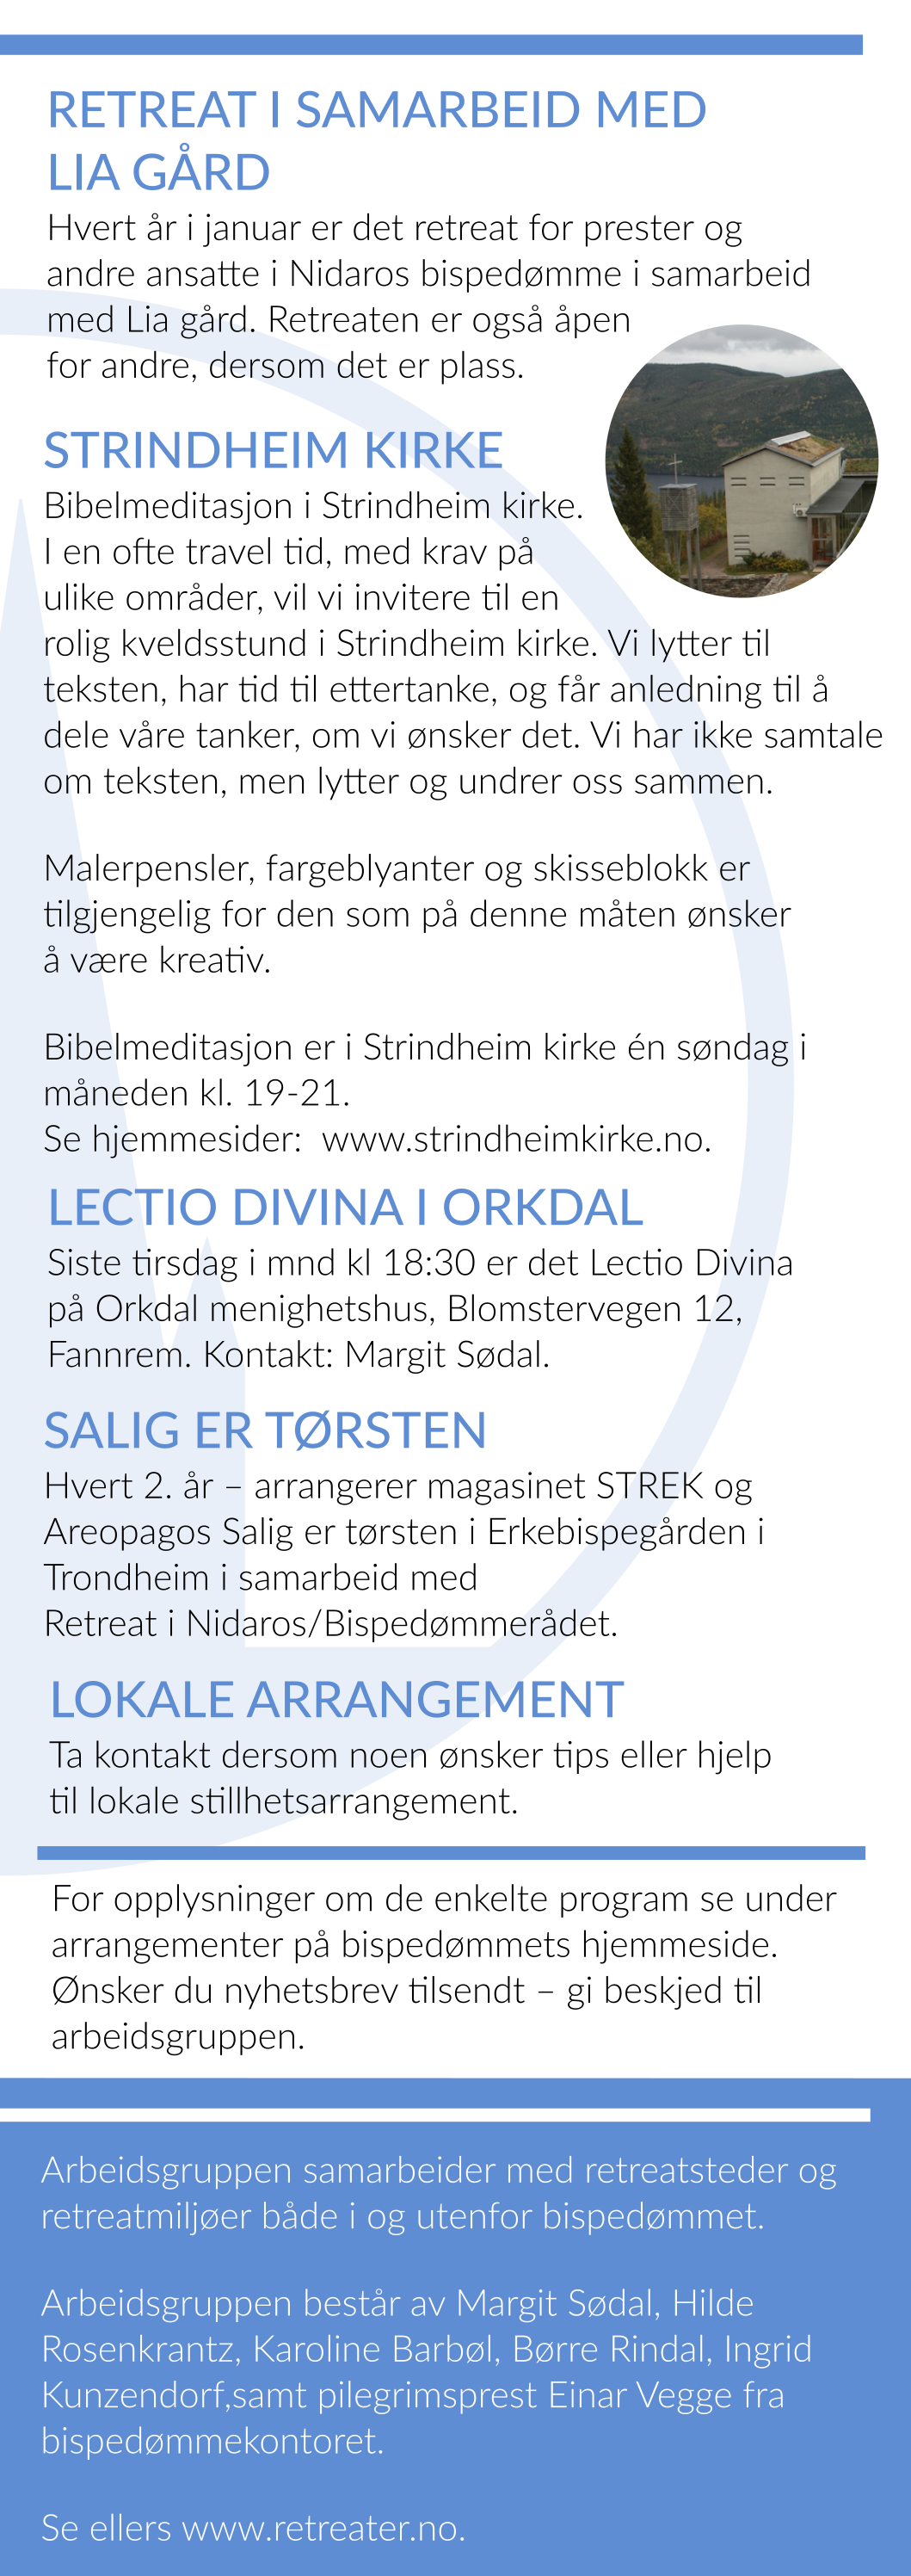 RETREAT I SAMARBEID MED
LIA GÅRD
Hvert år i januar er det retreat for prester og
andre ansatte i Nidaros bispedømme i samarbeid
med Lia gård. Retreaten er også åpen
for andre, dersom det er plass.
STRINDHEIM KIRKE
Bibelmeditasjon i Strindheim kirke.
I en ofte travel tid, med krav på
ulike områder, vil vi invitere til en
rolig kveldsstund i Strindheim kirke. Vi lytter til
teksten, har tid til ettertanke, og får anledning til å
dele våre tanker, om vi ønsker det. Vi har ikke samtale
om teksten, men lytter og undrer oss sammen.
Malerpensler, fargeblyanter og skisseblokk er
tilgjengelig for den som på denne måten ønsker
å være kreativ.
Bibelmeditasjon er i Strindheim kirke én søndag i
måneden kl. 19-21.
Se hjemmesider:  www.strindheimkirke.no.
LECTIO DIVINA I ORKDAL
Siste tirsdag i mnd kl 18:30 er det Lectio Divina
på Orkdal menighetshus, Blomstervegen 12,
Fannrem. Kontakt: Margit Sødal.
SALIG ER TØRSTEN
Hvert 2. år – arrangerer magasinet STREK og
Areopagos Salig er tørsten i Erkebispegården i
Trondheim i samarbeid med
Retreat i Nidaros/Bispedømmerådet.
LOKALE ARRANGEMENT
Ta kontakt dersom noen ønsker tips eller hjelp
til lokale stillhetsarrangement.
For opplysninger om de enkelte program se under
arrangementer på bispedømmets hjemmeside.
Ønsker du nyhetsbrev tilsendt – gi beskjed til
arbeidsgruppen.
Arbeidsgruppen samarbeider med retreatsteder og
retreatmiljøer både i og utenfor bispedømmet.
Arbeidsgruppen består av Margit Sødal, Hilde
Rosenkrantz, Karoline Barbøl, Børre Rindal, Ingrid
Kunzendorf,samt pilegrimsprest Einar Vegge fra
bispedømmekontoret.
Se ellers www.retreater.no.